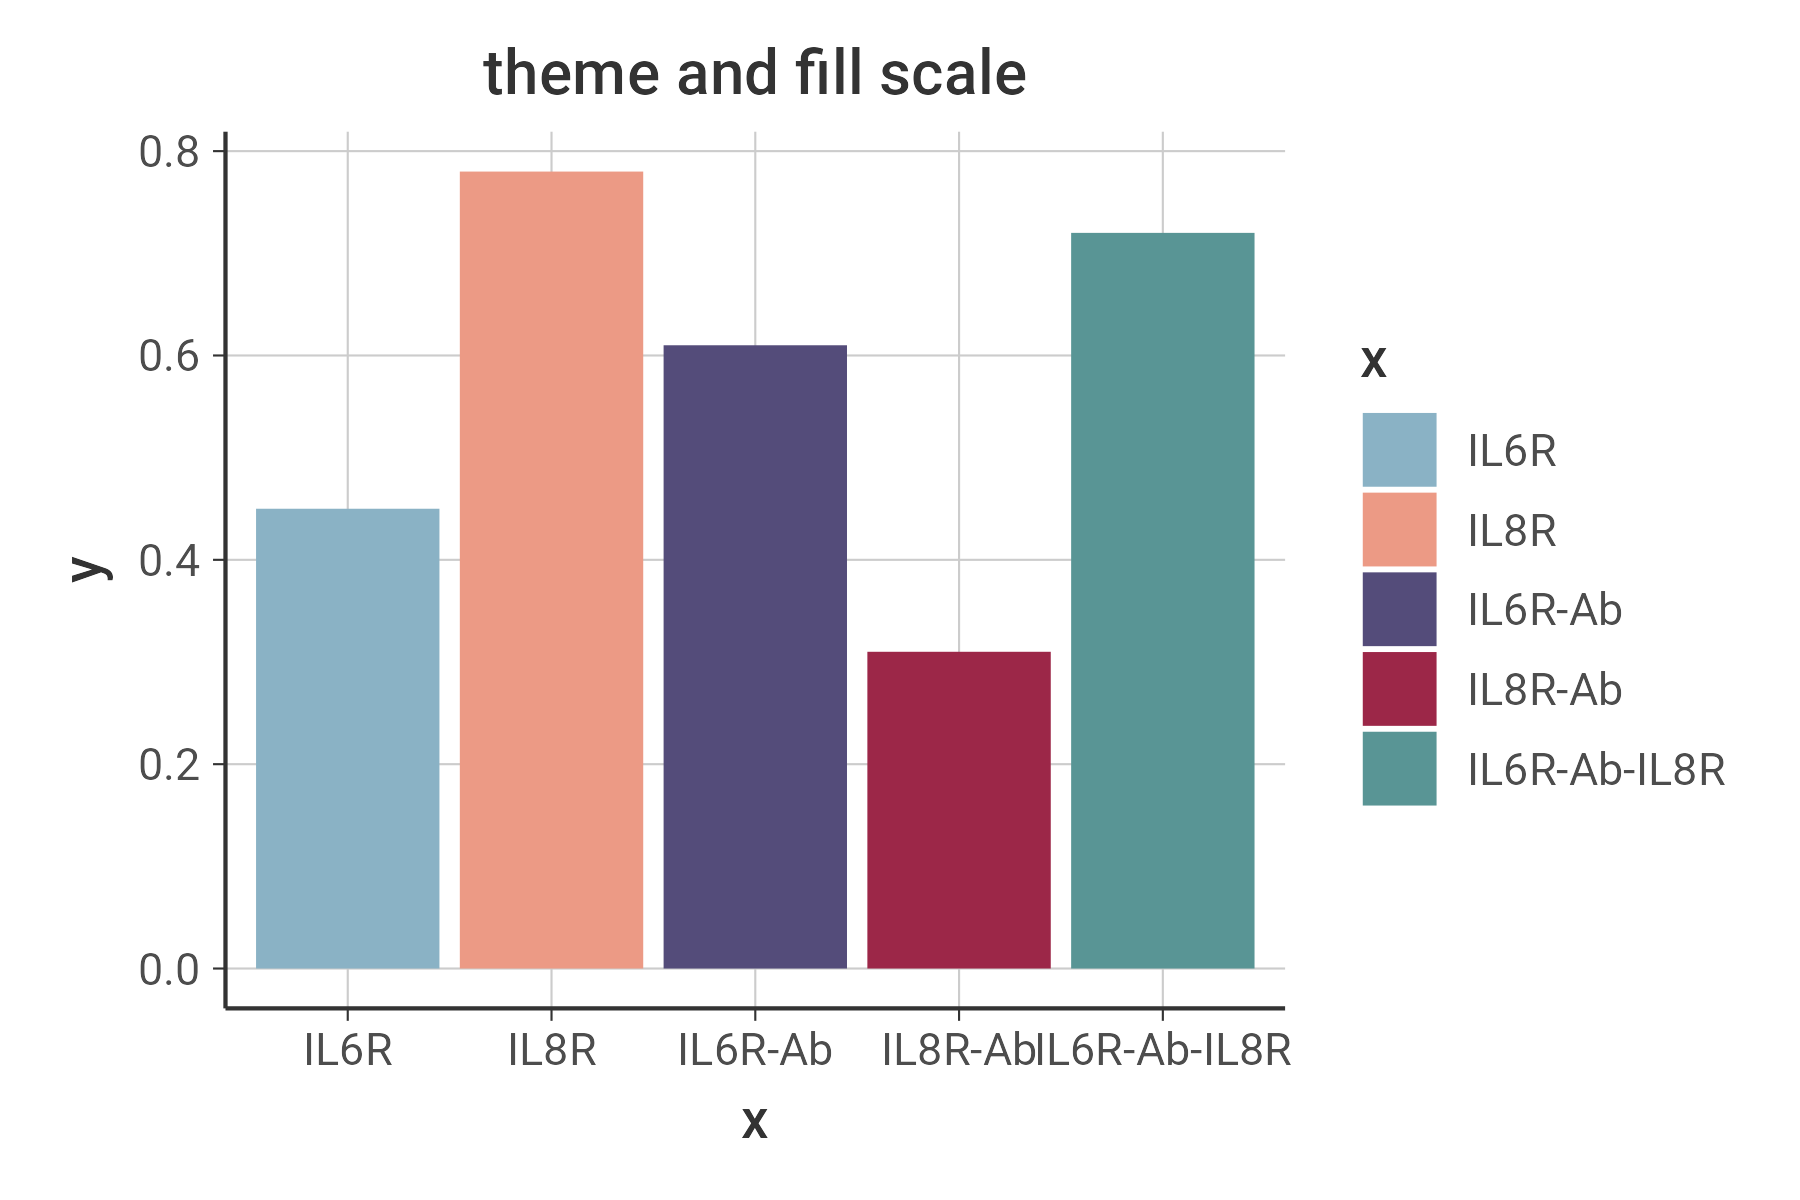 theme and fill scale
0.8
0.6
0.4
0.2
0.0
y
IL6R IL8R IL6R-Ab IL8R-Ab IL6R-Ab-IL8R
x
x
IL6R
IL8R
IL6R-Ab
IL8R-Ab
IL6R-Ab-IL8R